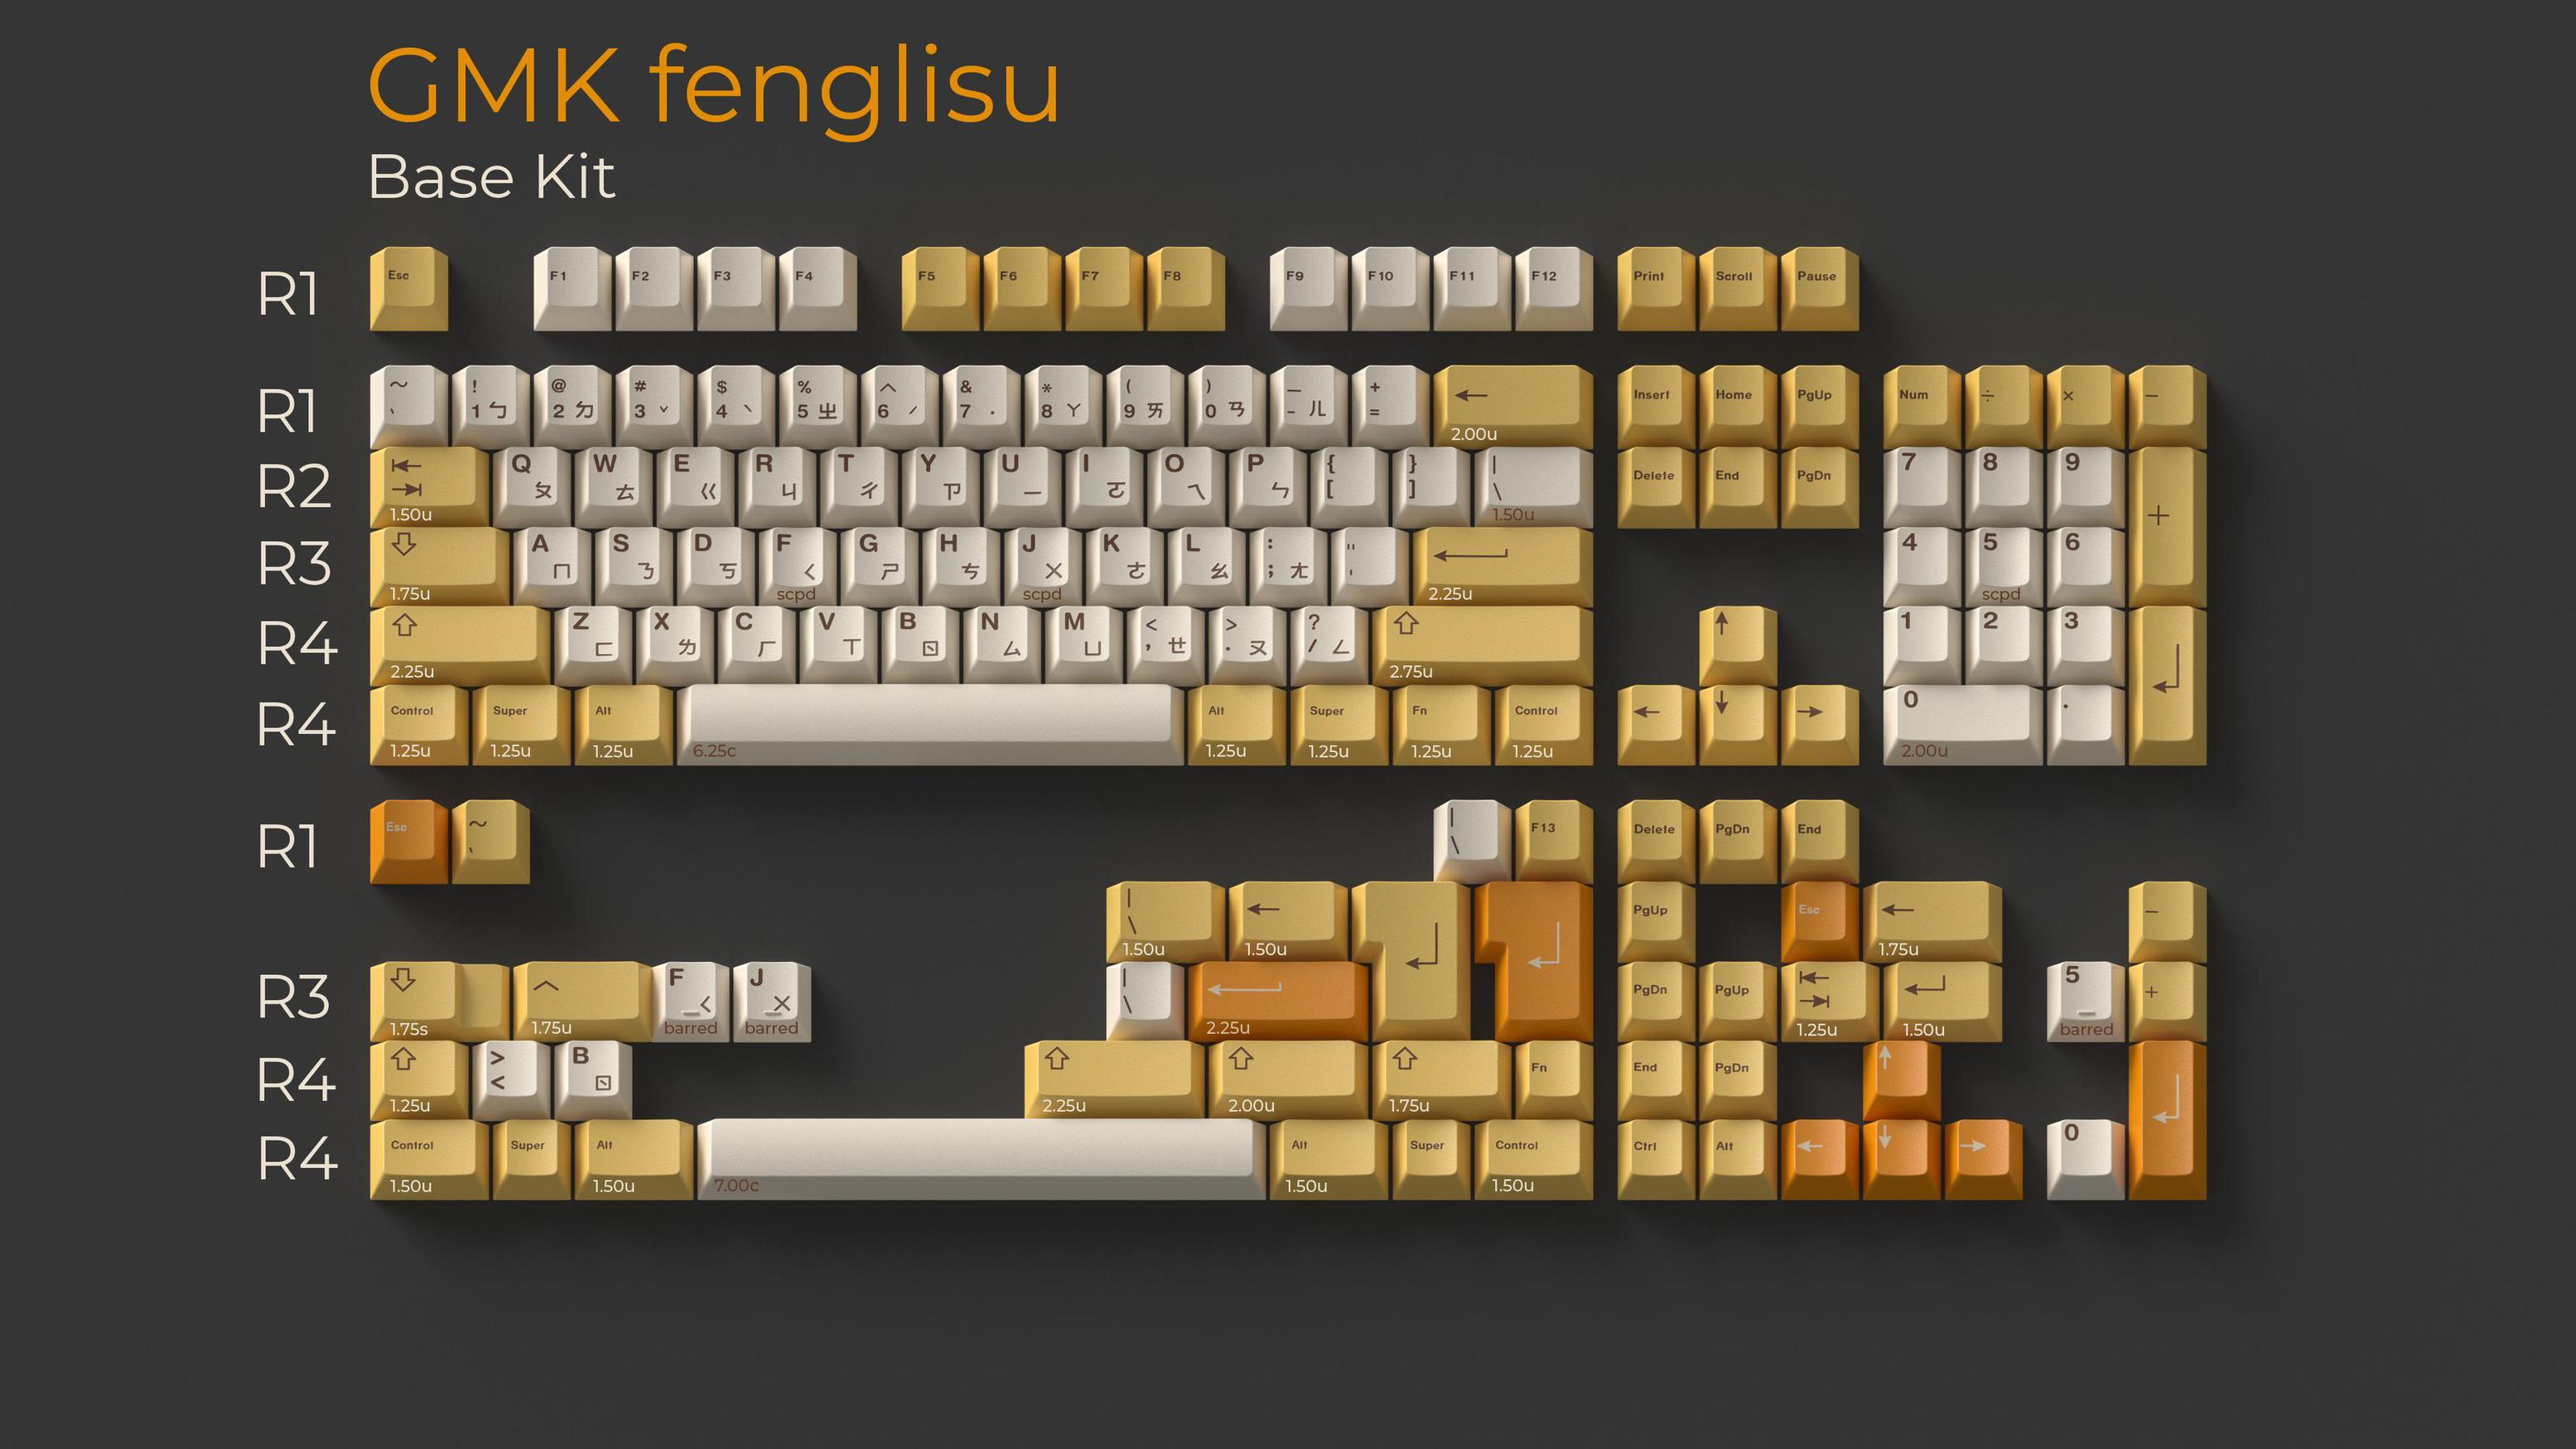 GMK fenglisu
Base Kit
R1 Esc F1 F2 F3 F4 F5 F6 F7 F8 F9 F10 F11 F12 Print Scroll Pause
R1 ~ ` ! 1 ㄅ @ 2 ㄉ # 3 ˇ $ 4 ˋ % 5 ㄓ ^ 6 ˊ & 7 ˙ * 8 ㄚ ( 9 ㄞ ) 0 ㄢ _ - ㄦ + = ← 2.00u Insert Home PgUp Num ÷ × −
R2 ⇤ ⇥ 1.50u Q ㄆ W ㄊ E ㄍ R ㄐ T ㄔ Y ㄗ U ㄧ I ㄛ O ㄟ P ㄣ { [ } ] | \ 1.50u Delete End PgDn 7 8 9 +
R3 ⇩ 1.75u A ㄇ S ㄋ D ㄎ F ㄑ scpd G ㄕ H ㄘ J ㄨ scpd K ㄜ L ㄠ : ; ㄤ " ' ↵ 2.25u 4 5 scpd 6
R4 ⇧ 2.25u Z ㄈ X ㄌ C ㄏ V ㄒ B ㄖ N ㄙ M ㄩ < , ㄝ > . ㄡ ? / ㄥ ⇧ 2.75u ↑ 1 2 3 ↵
R4 Control 1.25u Super 1.25u Alt 1.25u 6.25c Alt 1.25u Super 1.25u Fn 1.25u Control 1.25u ← ↓ → 0 2.00u .
R1 Esc ~ ` | \ F13 Delete PgDn End
| \ 1.50u ← 1.50u ↵ ↵ PgUp Esc ← 1.75u −
R3 ⇩ 1.75s ^ 1.75u F ㄑ barred J ㄨ barred | \ ↵ 2.25u PgDn PgUp ⇤ ⇥ 1.25u ↵ 1.50u 5 barred +
R4 ⇧ 1.25u > < B ㄖ ⇧ 2.25u ⇧ 2.00u ⇧ 1.75u Fn End PgDn ↑ ↵
R4 Control 1.50u Super Alt 1.50u 7.00c Alt 1.50u Super Control 1.50u Ctrl Alt ← ↓ → 0